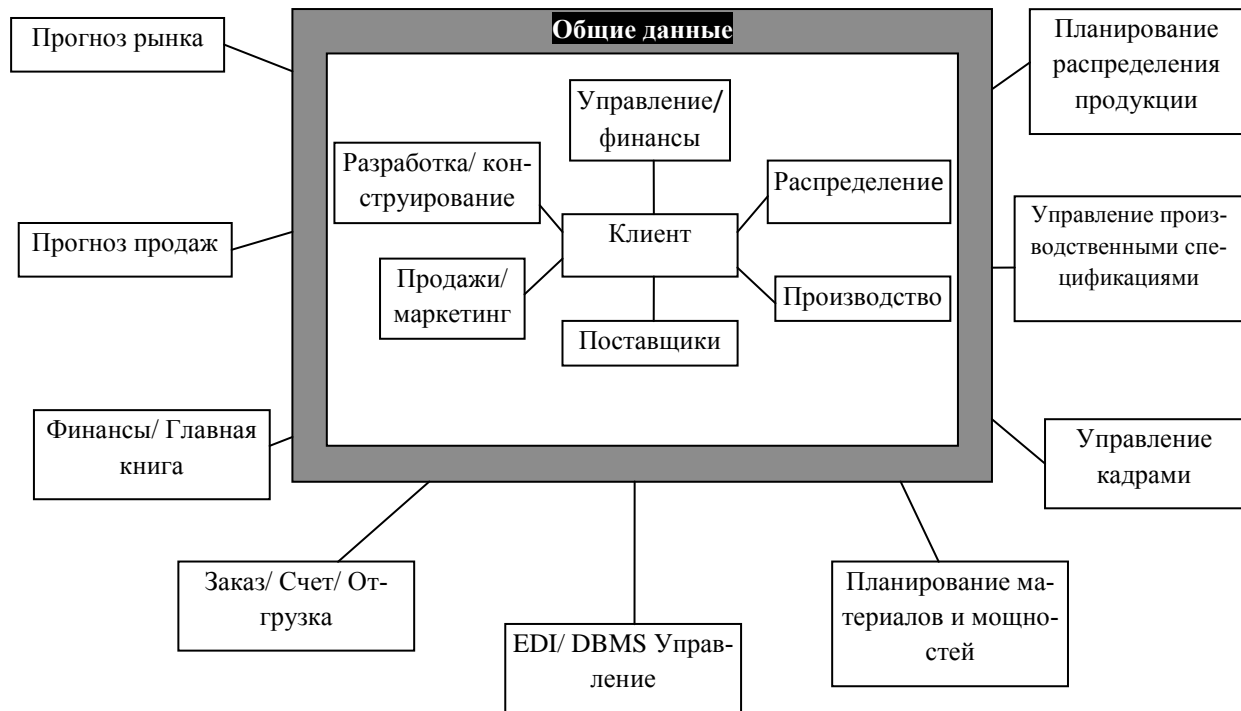 Общие данные
Прогноз рынка
Планирование
распределения
продукции
Управление/
финансы
Разработка/ кон-
струирование
Распределение
Клиент
Прогноз продаж
Управление произ-
водственными спе-
цификациями
Продажи/
маркетинг
Производство
Поставщики
Финансы/ Главная
книга
Управление
кадрами
Заказ/ Счет/ От-
грузка
EDI/ DBMS Управ-
ление
Планирование ма-
териалов и мощно-
стей